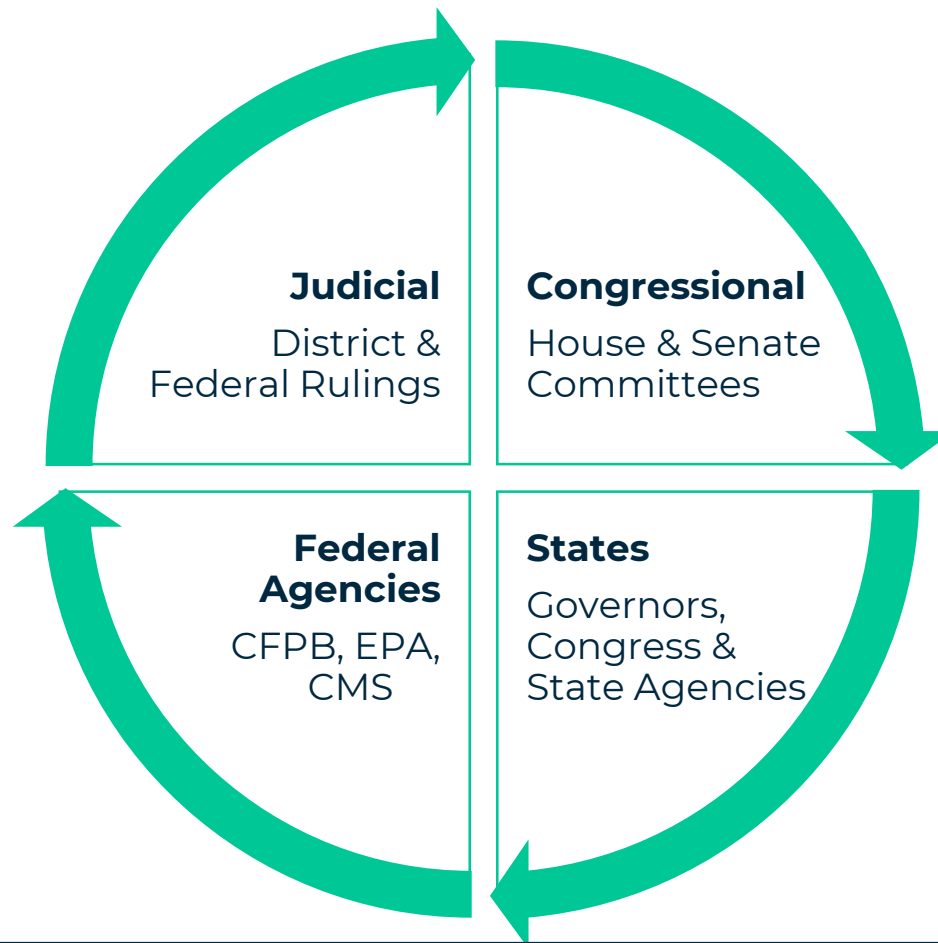 Judicial
District &
Federal Rulings
Congressional
House & Senate
Committees
Federal
Agencies
CFPB, EPA,
CMS
States
Governors,
Congress &
State Agencies